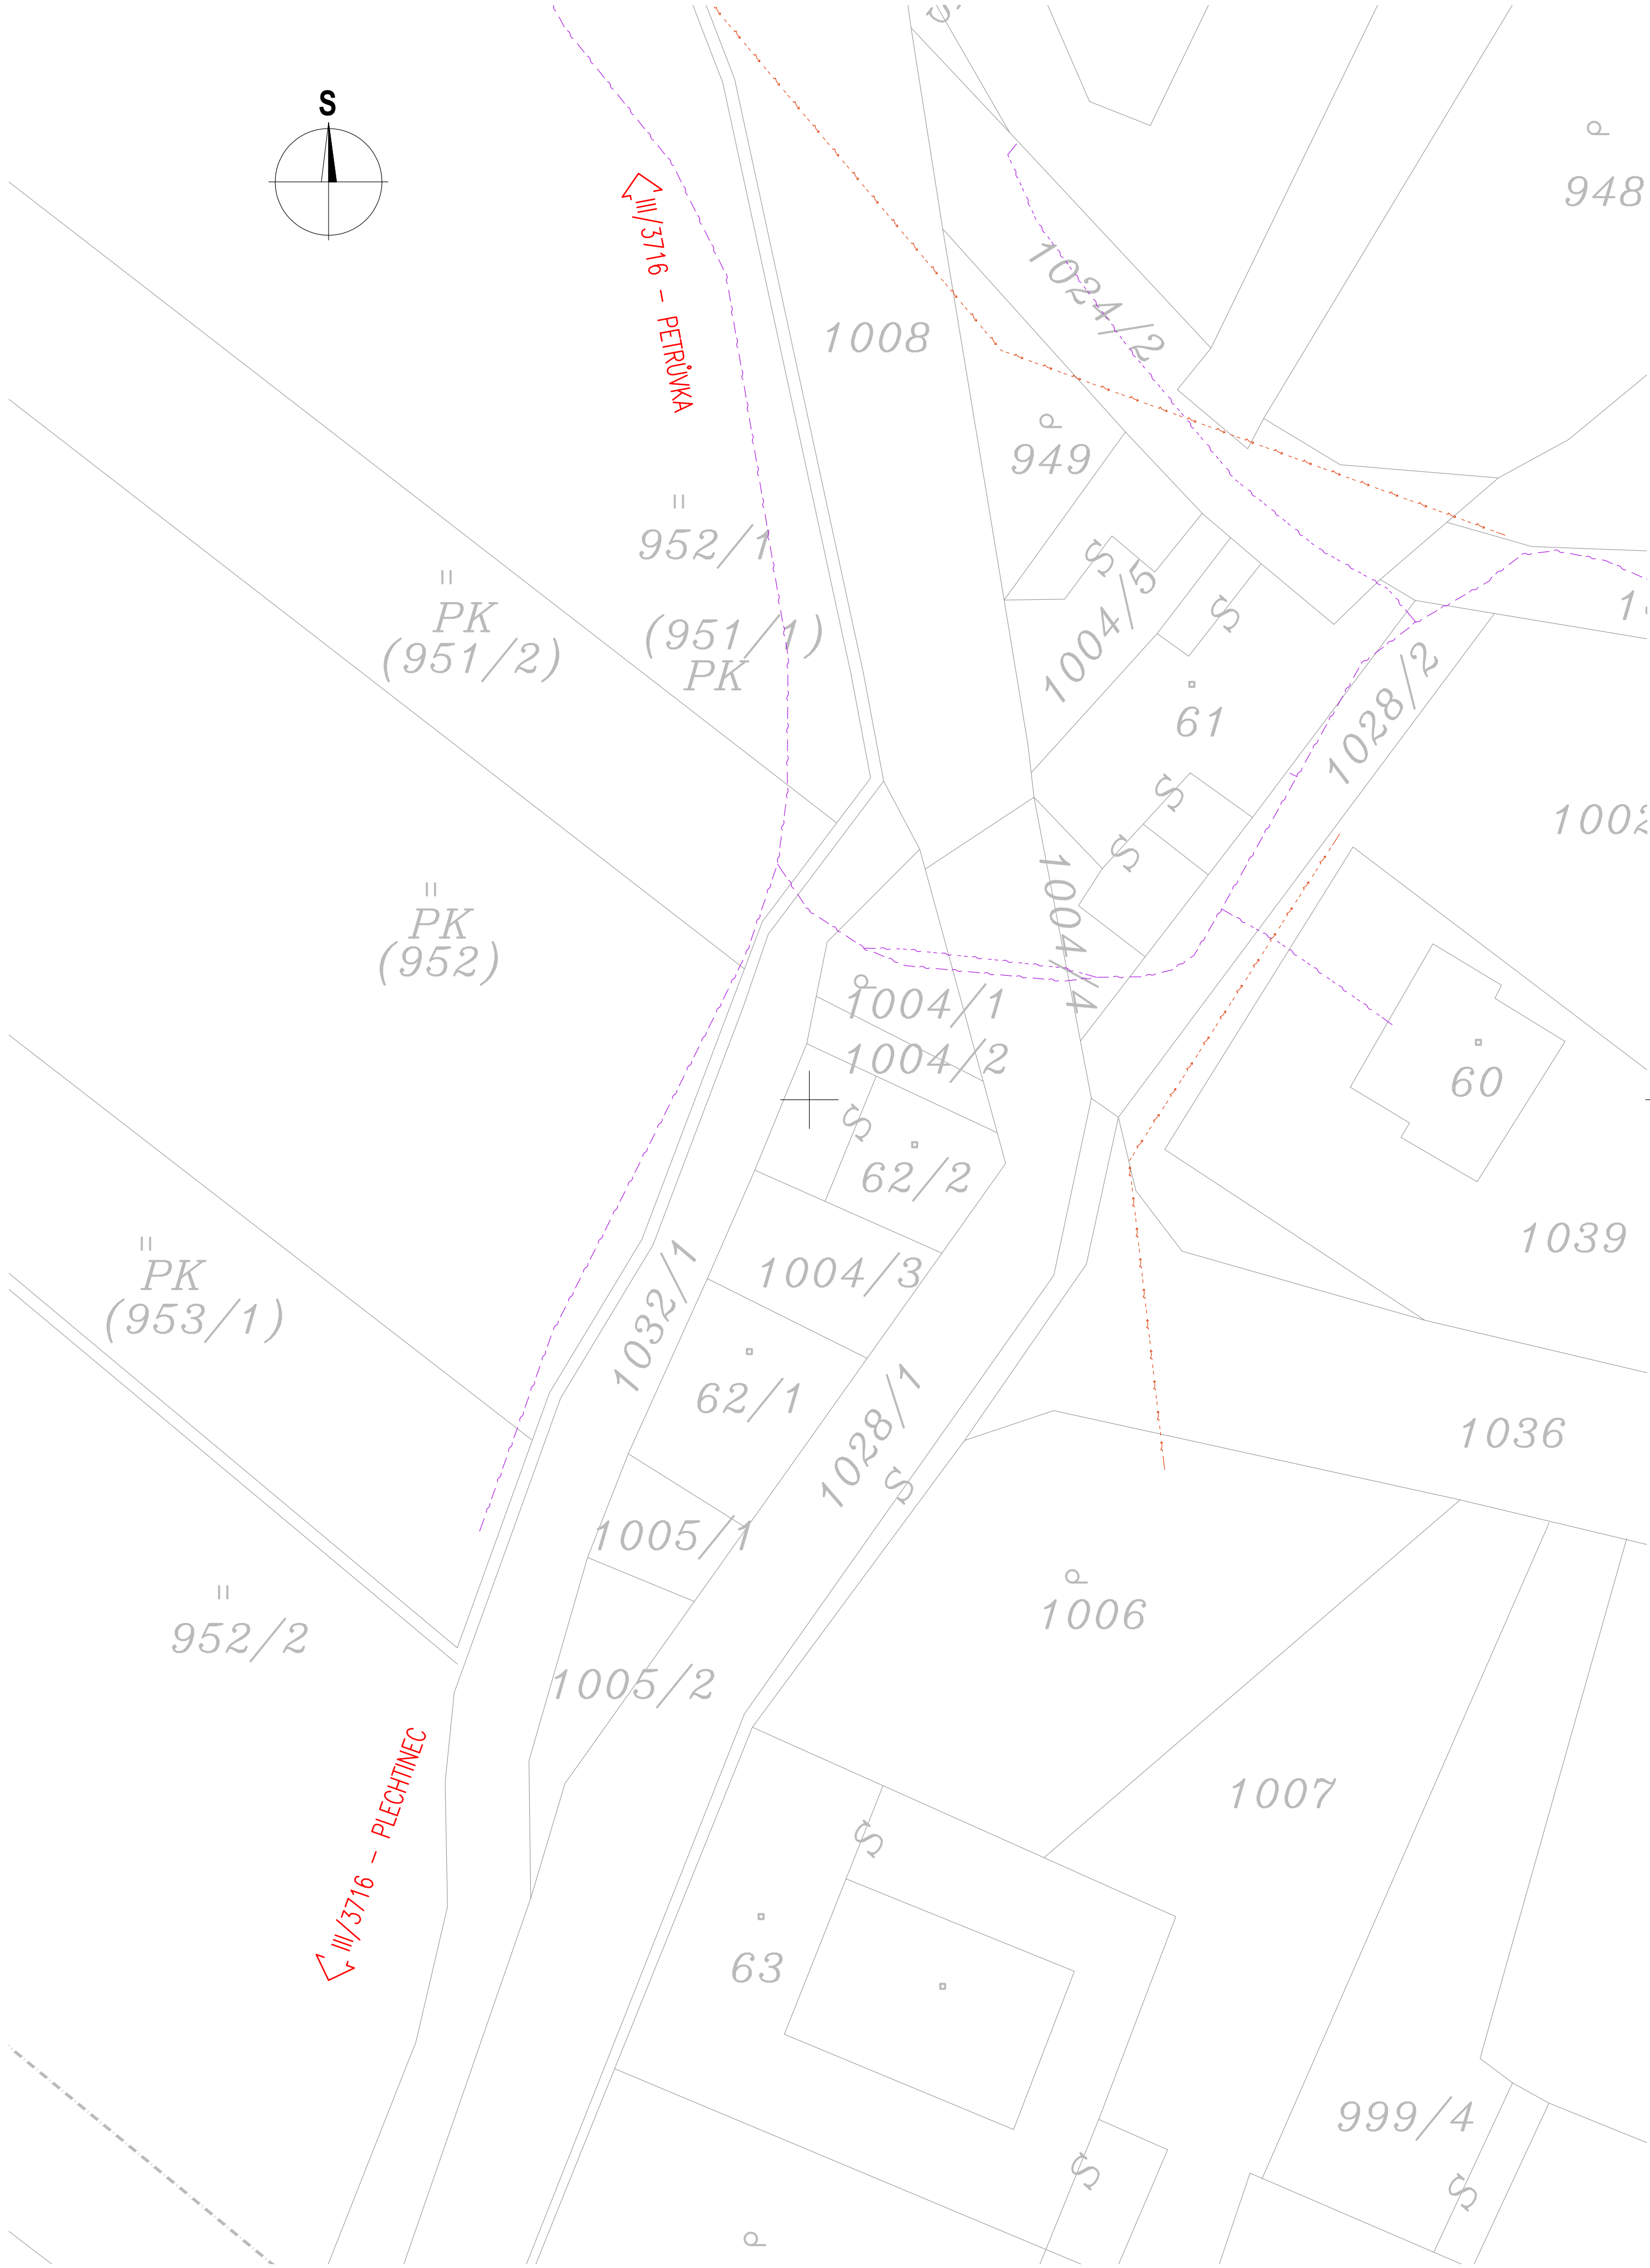 S
948
III/3716 - PETRŮVKA
1024/2
1008
949
952/1
PK
(951/2)
(951/1)
PK
1004/5
S
S
61
1028/2
1002
S
S
PK
(952)
1004/4
1004/1
1004/2
S
60
62/2
1039
PK
(953/1)
1004/3
1032/1
62/1
1028/1
S
1036
1005/1
1006
952/2
1005/2
1007
III/3716 - PLECHTINEC
S
63
999/4
S
S